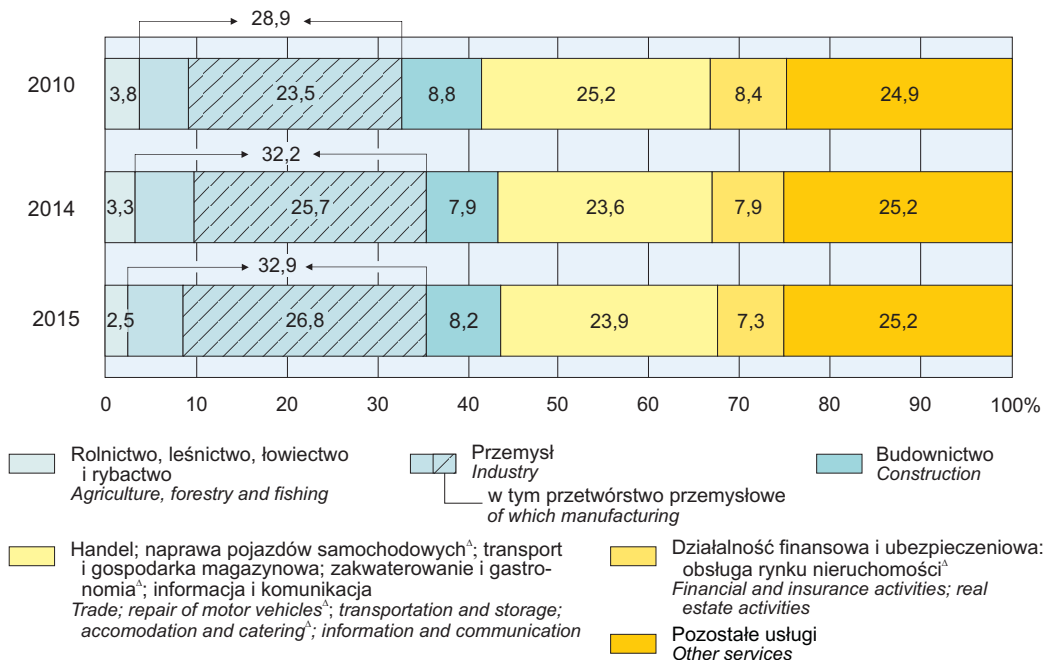 28,9
2010
3,8 23,5 8,8 25,2 8,4 24,9
32,2
2014
3,3 25,7 7,9 23,6 7,9 25,2
32,9
2015
2,5 26,8 8,2 23,9 7,3 25,2
0 10 20 30 40 50 60 70 80 90 100%
Rolnictwo, leśnictwo, łowiectwo
i rybactwo
Agriculture, forestry and fishing
Przemysł
Industry
w tym przetwórstwo przemysłowe
of which manufacturing
Budownictwo
Construction
Handel; naprawa pojazdów samochodowychΔ; transport
i gospodarka magazynowa; zakwaterowanie i gastro-
nomiaΔ; informacja i komunikacja
Trade; repair of motor vehiclesΔ; transportation and storage;
accomodation and cateringΔ; information and communication
Działalność finansowa i ubezpieczeniowa:
obsługa rynku nieruchomościΔ
Financial and insurance activities; real
estate activities
Pozostałe usługi
Other services